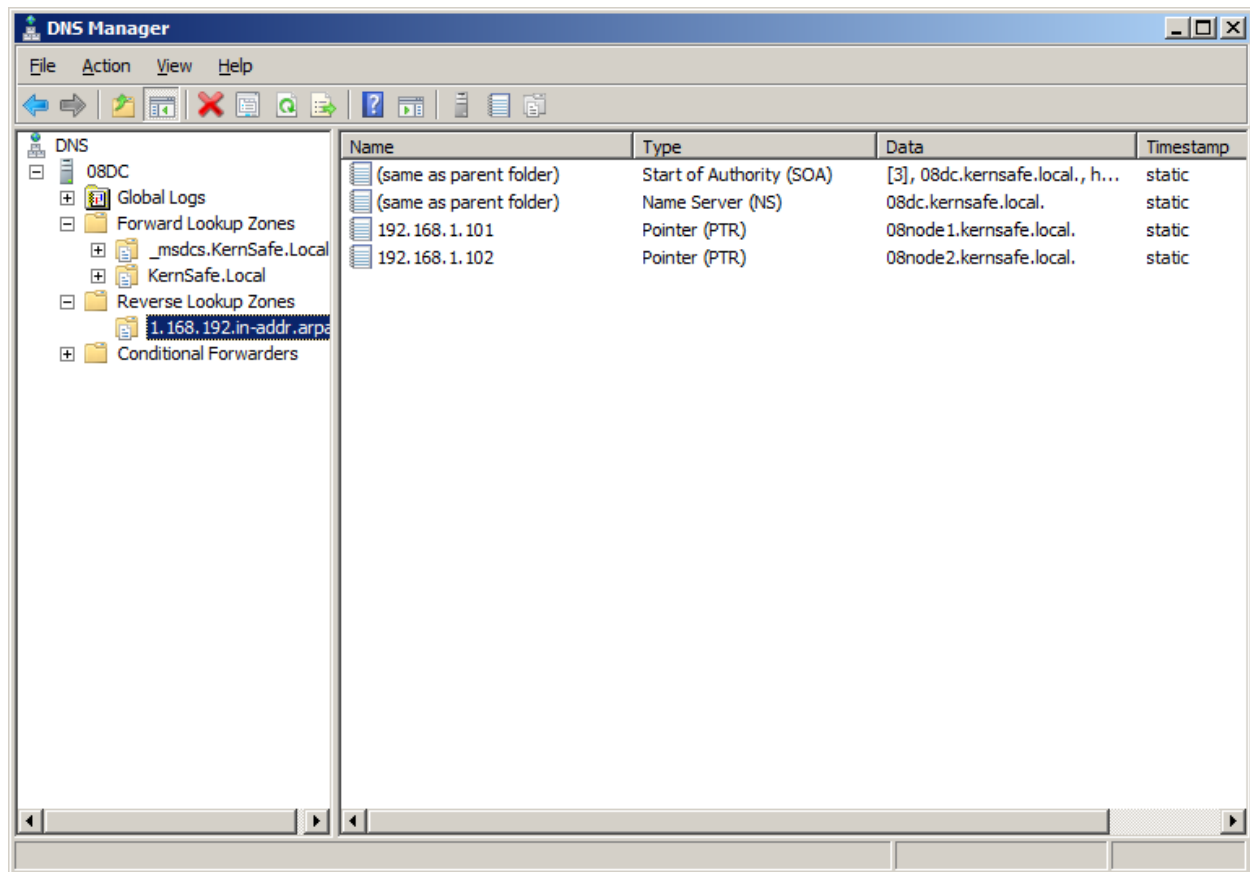 DNS Manager
File Action View Help
DNS
08DC
Global Logs
Forward Lookup Zones
_msdcs.KernSafe.Local
KernSafe.Local
Reverse Lookup Zones
1.168.192.in-addr.arpa
Conditional Forwarders
Name Type Data Timestamp
(same as parent folder) Start of Authority (SOA) [3], 08dc.kernsafe.local., h... static
(same as parent folder) Name Server (NS) 08dc.kernsafe.local. static
192.168.1.101 Pointer (PTR) 08node1.kernsafe.local. static
192.168.1.102 Pointer (PTR) 08node2.kernsafe.local. static